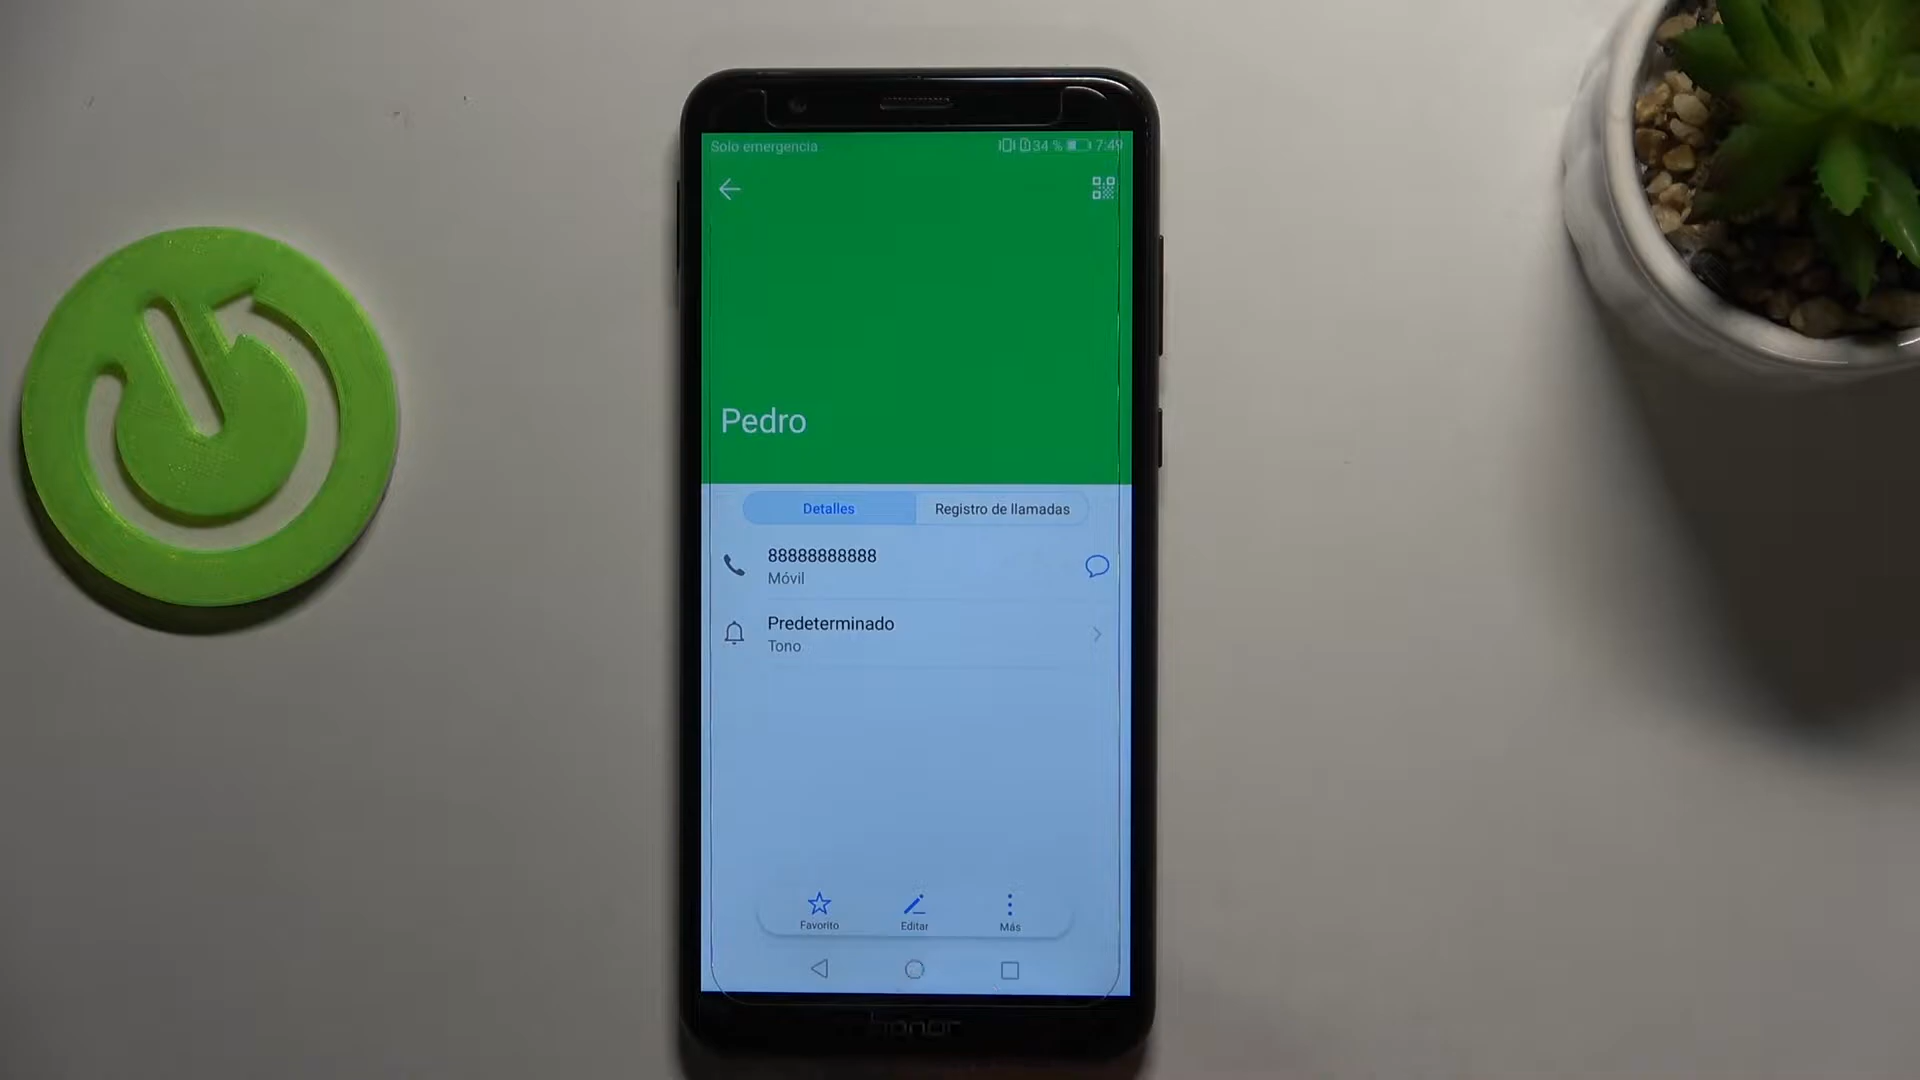 Solo emergencia 34 % 7:49
Pedro
Detalles Registro de llamadas
88888888888
Móvil
Predeterminado
Tono
Favorito Editar Más
honor